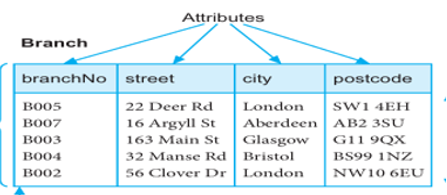 Attributes
Branch
branchNo street city postcode
B005 22 Deer Rd London SW1 4EH
B007 16 Argyll St Aberdeen AB2 3SU
B003 163 Main St Glasgow G11 9QX
B004 32 Manse Rd Bristol BS99 1NZ
B002 56 Clover Dr London NW10 6EU